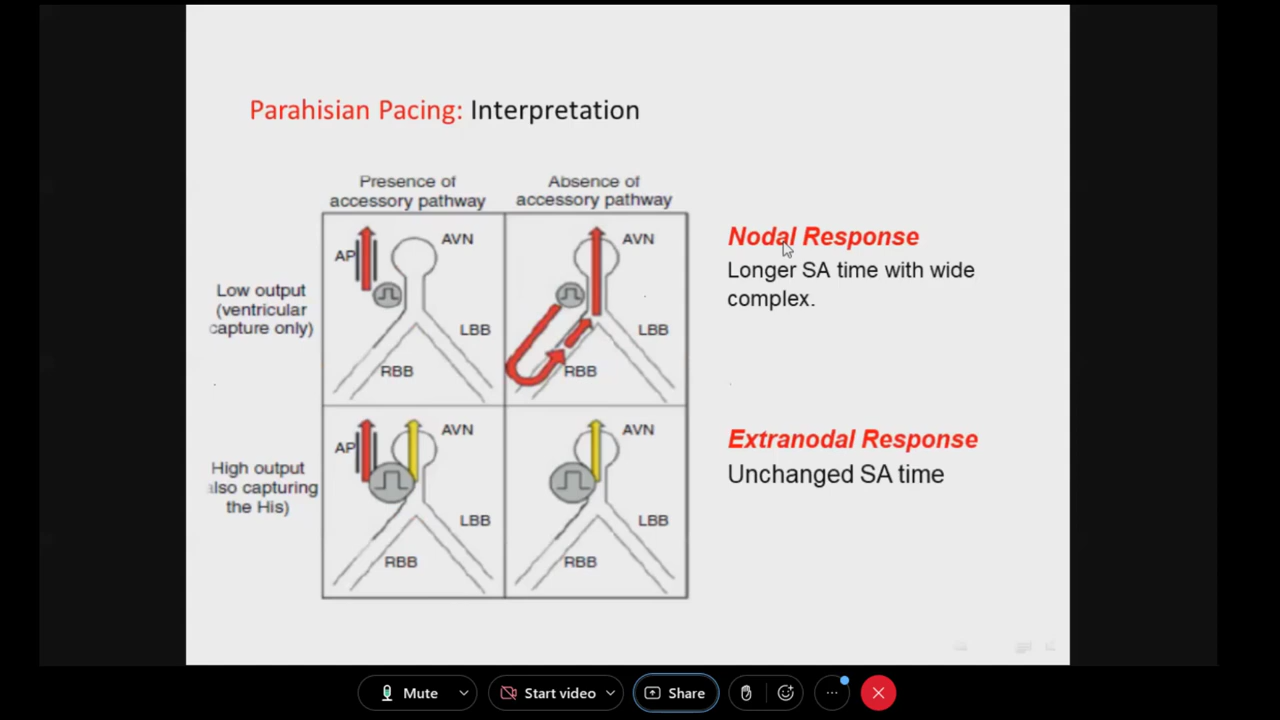 Parahisian Pacing: Interpretation
Presence of
accessory pathway
Absence of
accessory pathway
Low output
(ventricular
capture only)
AP
AVN
LBB
RBB
AVN
LBB
RBB
Nodal Response
Longer SA time with wide
complex.
High output
also capturing
the His)
AP
AVN
LBB
RBB
AVN
LBB
RBB
Extranodal Response
Unchanged SA time
Mute
Start video
Share